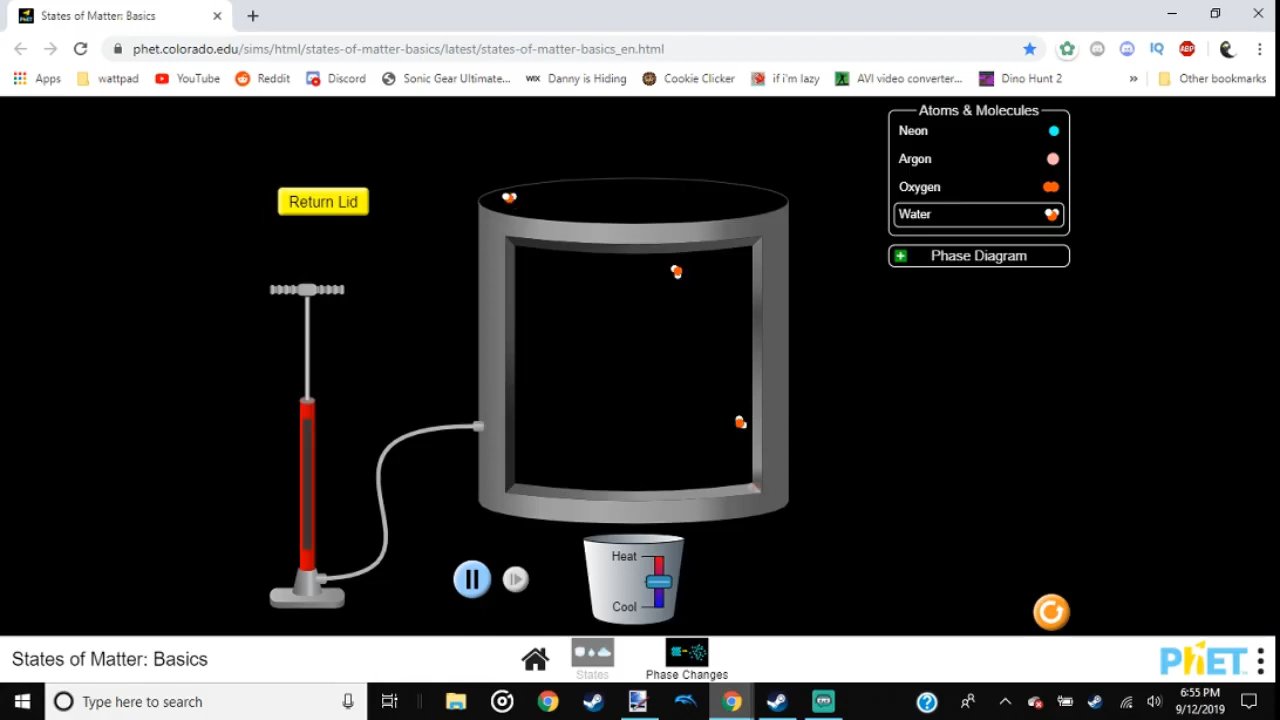 States of Matter: Basics
phet.colorado.edu/sims/html/states-of-matter-basics/latest/states-of-matter-basics_en.html
IQ
ABP
Apps
wattpad
YouTube
Reddit
Discord
Sonic Gear Ultimate...
WIX
Danny is Hiding
Cookie Clicker
if i'm lazy
AVI video converter...
Dino Hunt 2
»
Other bookmarks
Atoms & Molecules
Neon
Argon
Oxygen
Water
Phase Diagram
Return Lid
Heat
Cool
States of Matter: Basics
States
Phase Changes
PhET
Type here to search
6:55 PM
9/12/2019